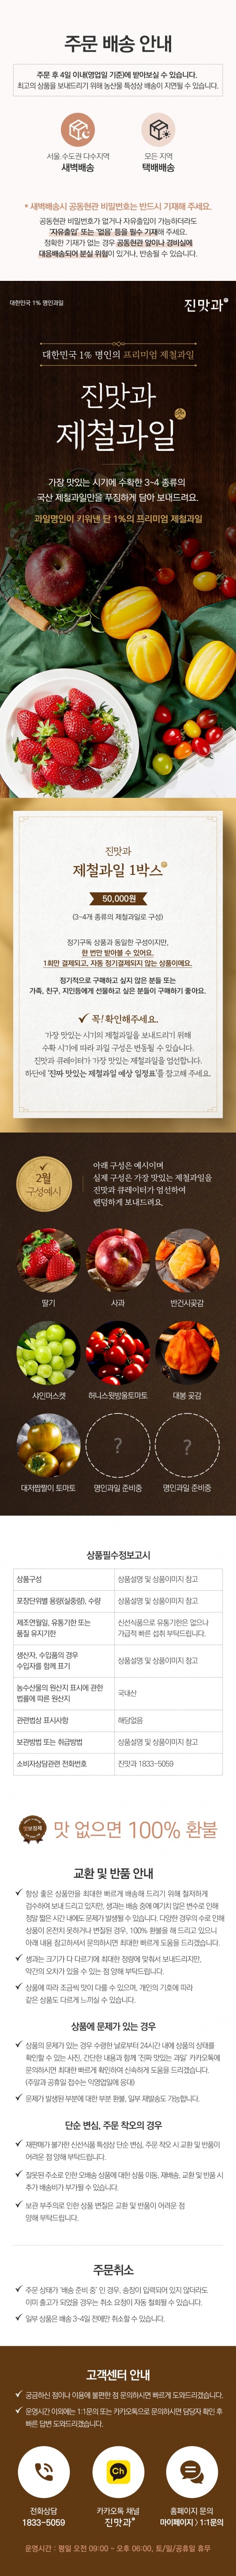 주문 배송 안내
주문 후 4일 이내(영업일 기준)에 받아보실 수 있습니다.
최고의 상품을 보내드리기 위해 농산물 특성상 배송이 지연될 수 있습니다.
서울 수도권 다수지역
새벽배송
모든 지역
택배배송
* 새벽배송시 공동현관 비밀번호는 반드시 기재해 주세요.
공동현관 비밀번호가 없거나 자유출입이 가능하더라도
'자유출입' 또는 '없음' 등을 필수 기재해 주세요.
정확한 기재가 없는 경우 공동현관 앞이나 경비실에
대응배송되어 분실 위험이 있거나, 반송될 수 있습니다.
대한민국 1% 명인과일
진맛과
대한민국 1% 명인의 프리미엄 제철과일
진맛과
제철과일
가장 맛있는 시기에 수확한 3~4 종류의
국산 제철과일만을 푸짐하게 담아 보내드려요.
과일명인이 키워낸 단 1%의 프리미엄 제철과일
진맛과
제철과일 1박스
50,000원
(3~4개 종류의 제철과일로 구성)
정기구독 상품과 동일한 구성이지만,
한 번만 받아볼 수 있어요.
1회만 결제되고, 자동 정기결제되지 않는 상품이에요.
정기적으로 구매하고 싶지 않은 분들 또는
가족, 친구, 지인들에게 선물하고 싶은 분들이 구매하기 좋아요.
꼭! 확인해주세요.
가장 맛있는 시기의 제철과일을 보내드리기 위해
수확 시기에 따라 과일 구성은 변동될 수 있습니다.
진맛과 큐레이터가 가장 맛있는 제철과일을 엄선합니다.
하단에 '진짜 맛있는 제철과일 예상 일정표'를 참고해 주세요.
2월
구성예시
아래 구성은 예시이며
실제 구성은 가장 맛있는 제철과일을
진맛과 큐레이터가 엄선하여
랜덤하게 보내드려요.
딸기
사과
반건시곶감
샤인머스켓
허니스윗방울토마토
대봉 곶감
?
?
대저짭짤이 토마토
명인과일 준비중
명인과일 준비중
상품필수정보고시
상품구성
상품설명 및 상품이미지 참고
포장단위별 용량(실중량), 수량
상품설명 및 상품이미지 참고
제조연월일, 유통기한 또는
품질 유지기한
신선식품으로 유통기한은 없으나
가급적 빠른 섭취 부탁드립니다.
생산자, 수입품의 경우
수입자를 함께 표기
상품설명 및 상품이미지 참고
농수산물의 원산지 표시에 관한
법률에 따른 원산지
국내산
관련법상 표시사항
해당없음
보관방법 또는 취급방법
상품설명 및 상품이미지 참고
소비자상담관련 전화번호
진맛과 1833-5059
맛보장제
맛 없으면 100% 환불
교환 및 반품 안내
항상 좋은 상품만을 최대한 빠르게 배송해 드리기 위해 철저하게
검수하여 보내 드리고 있지만, 생과는 배송 중에 예기치 않은 변수로 인해
정말 짧은 시간 내에도 문제가 발생될 수 있습니다. 다양한 경우의 수로 인해
상품이 온전치 못하거나 변질된 경우, 100% 환불을 해 드리고 있으니
아래 내용 참고하셔서 문의하시면 최대한 빠르게 도움을 드리겠습니다.
생과는 크기가 다 다르기에 최대한 정량에 맞춰서 보내드리지만,
약간의 오차가 있을 수 있는 점 양해 부탁드립니다.
상품에 따라 조금씩 맛이 다를 수 있으며, 개인의 기호에 따라
같은 상품도 다르게 느끼실 수 있습니다.
상품에 문제가 있는 경우
상품의 문제가 있는 경우 수령한 날로부터 24시간 내에 상품의 상태를
확인할 수 있는 사진, 간단한 내용과 함께 '진짜 맛있는 과일' 카카오톡에
문의하시면 최대한 빠르게 확인하여 신속하게 도움을 드리겠습니다.
(주말과 공휴일 접수는 익영업일에 응대)
문제가 발생된 부분에 대한 부분 환불, 일부 재발송도 가능합니다.
단순 변심, 주문 착오의 경우
재판매가 불가한 신선식품 특성상 단순 변심, 주문 착오 시 교환 및 반품이
어려운 점 양해 부탁드립니다.
잘못된 주소로 인한 오배송 상품에 대한 상품 이동, 재배송, 교환 및 반품 시
추가 배송비가 부가될 수 있습니다.
보관 부주의로 인한 상품 변질은 교환 및 반품이 어려운 점
양해 부탁드립니다.
주문취소
주문 상태가 '배송 준비 중' 인 경우, 송장이 입력되어 있지 않더라도
이미 출고가 되었을 경우는 취소 요청이 자동 철회될 수 있습니다.
일부 상품은 배송 3~4일 전에만 취소할 수 있습니다.
고객센터 안내
궁금하신 점이나 이용에 불편한 점 문의하시면 빠르게 도와드리겠습니다.
운영시간 이외에는 1:1문의 또는 카카오톡으로 문의하시면 담당자 확인 후
빠른 답변 도와드리겠습니다.
Ch
전화상담
1833-5059
카카오톡 채널
진맛과
홈페이지 문의
마이페이지 > 1:1문의
운영시간 : 평일 오전 09:00 ~ 오후 06:00, 토/일/공휴일 휴무